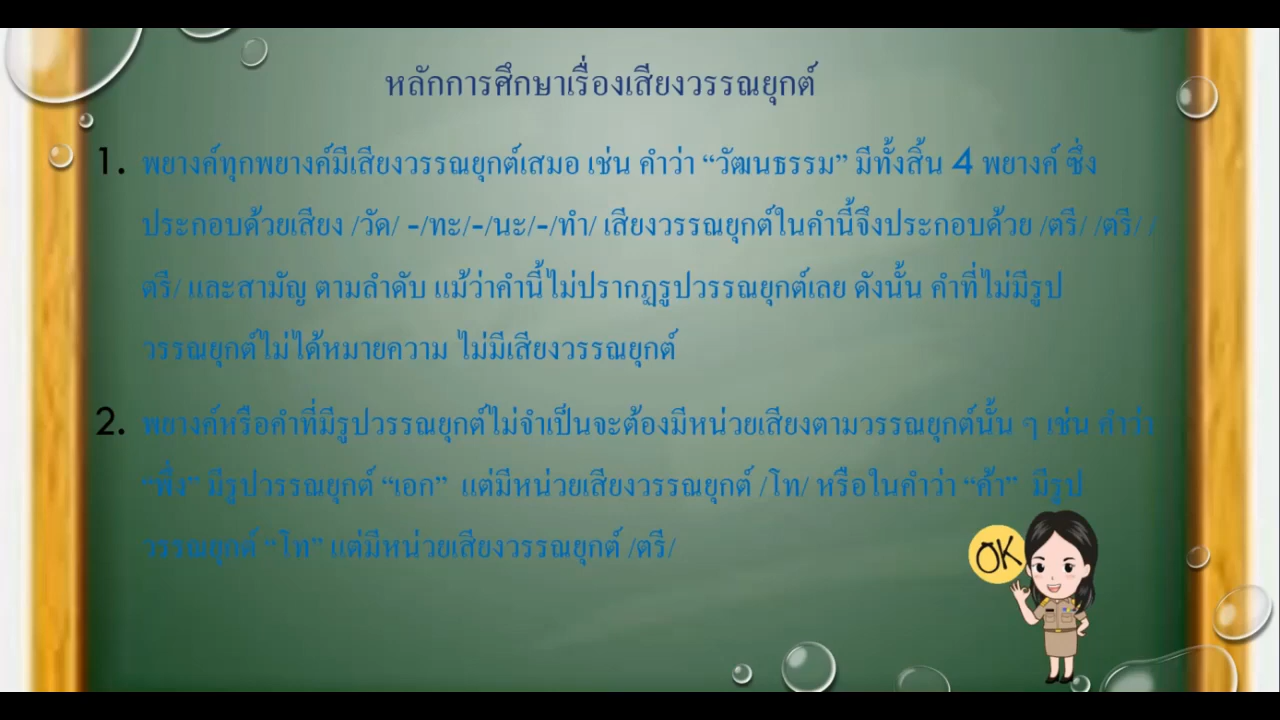 หลักการศึกษาเรื่องเสียงวรรณยุกต์
1. พยางค์ทุกพยางค์มีเสียงวรรณยุกต์เสมอ เช่น คำว่า “วัฒนธรรม” มีทั้งสิ้น 4 พยางค์ ซึ่ง
ประกอบด้วยเสียง /วัด/ -/ทะ/-/นะ/-/ทำ/ เสียงวรรณยุกต์ในคำนี้จึงประกอบด้วย /ตรี/ /ตรี/ /
ตรี/ และสามัญ ตามลำดับ แม้ว่าคำนี้ไม่ปรากฏรูปวรรณยุกต์เลย ดังนั้น คำที่ไม่มีรูป
วรรณยุกต์ไม่ได้หมายความ ไม่มีเสียงวรรณยุกต์
2. พยางค์หรือคำที่มีรูปวรรณยุกต์ไม่จำเป็นจะต้องมีหน่วยเสียงตามวรรณยุกต์นั้น ๆ เช่น คำว่า
“พึ่ง” มีรูปวรรณยุกต์ “เอก” แต่มีหน่วยเสียงวรรณยุกต์ /โท/ หรือในคำว่า “ค้า” มีรูป
วรรณยุกต์ “โท” แต่มีหน่วยเสียงวรรณยุกต์ /ตรี/
OK